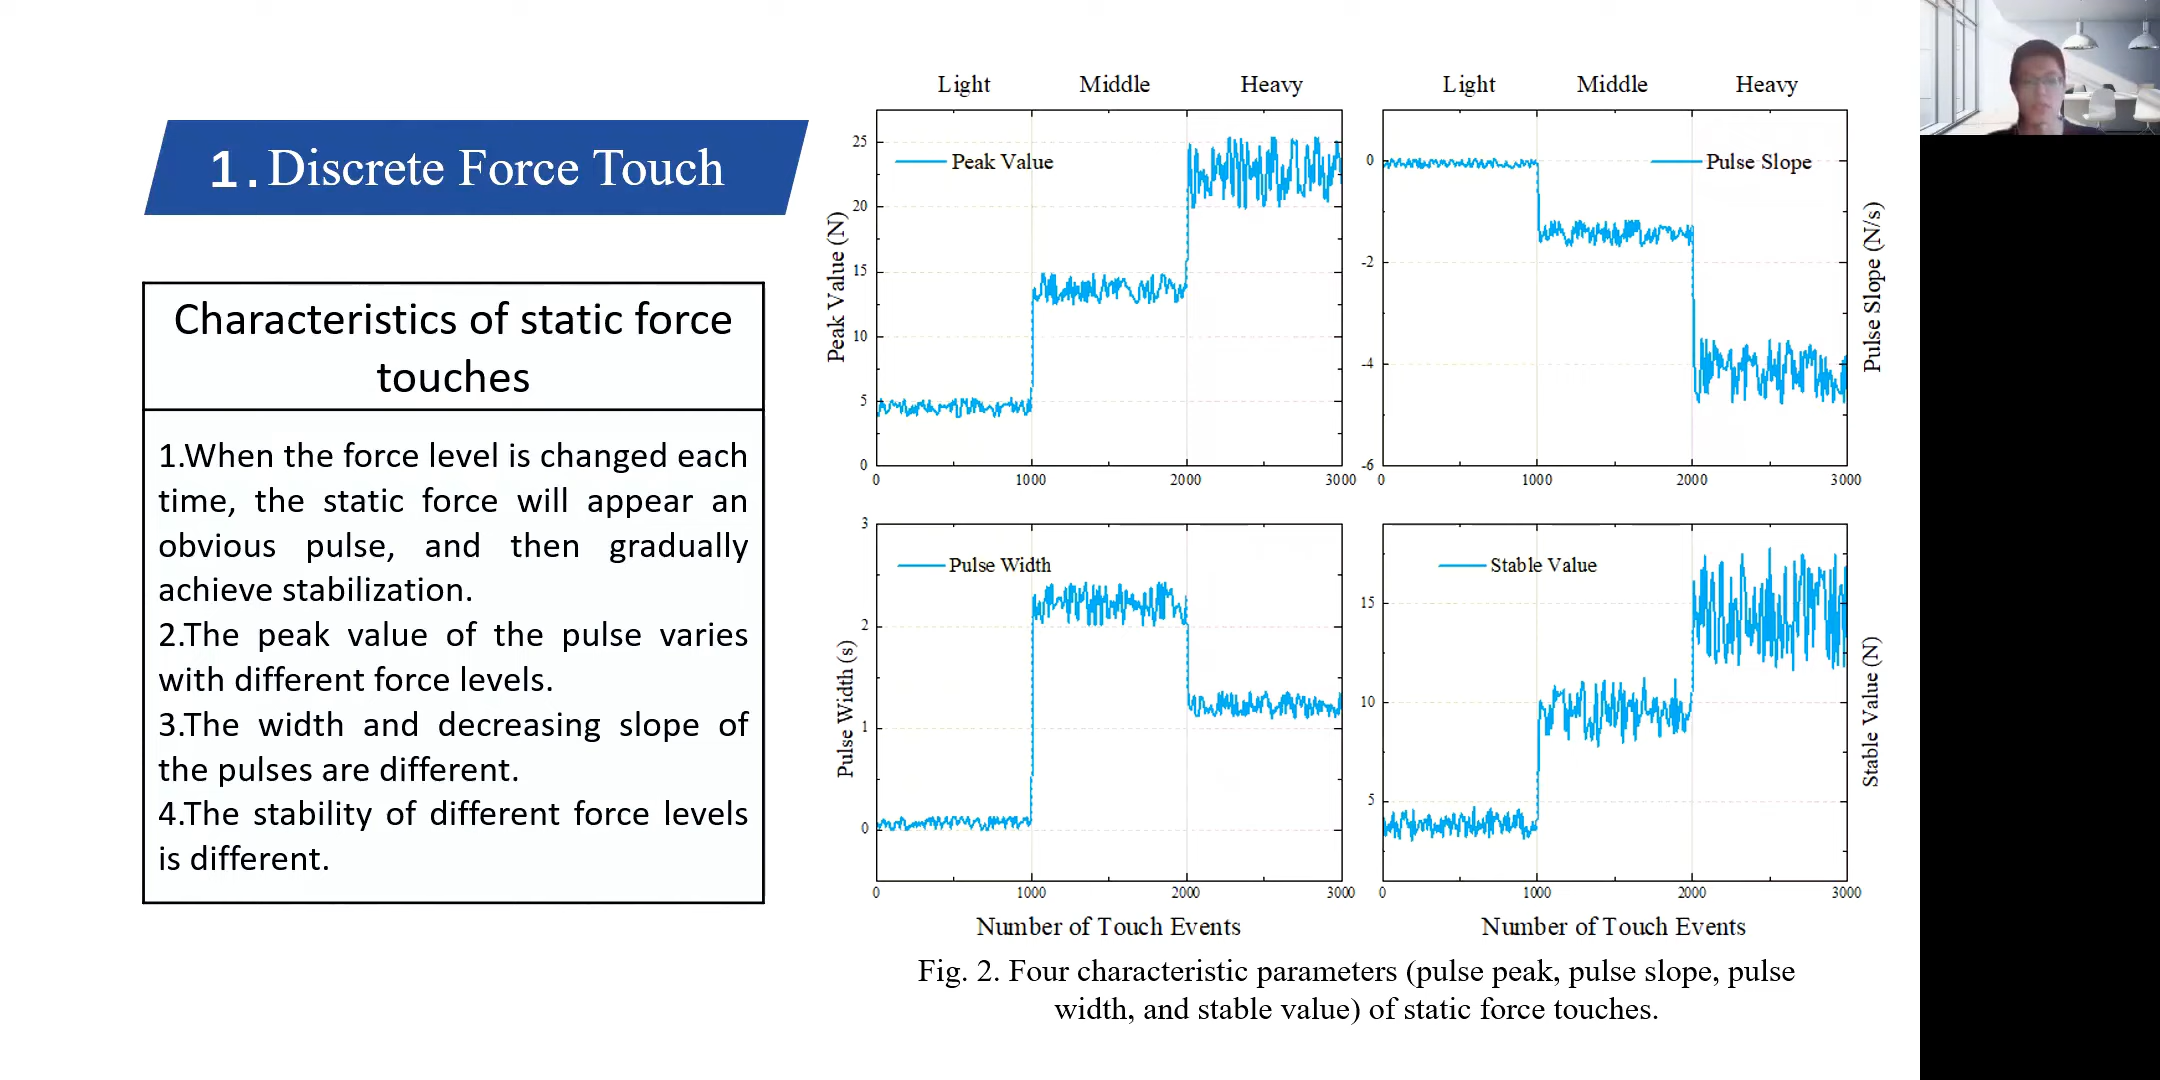 1. Discrete Force Touch
Characteristics of static force
touches
1.When the force level is changed each
time, the static force will appear an
obvious pulse, and then gradually
achieve stabilization.
2.The peak value of the pulse varies
with different force levels.
3.The width and decreasing slope of
the pulses are different.
4.The stability of different force levels
is different.
Light Middle Heavy
Peak Value
Peak Value (N)
25
20
15
10
5
0
0 1000 2000 3000
Light Middle Heavy
Pulse Slope
Pulse Slope (N/s)
0
-2
-4
-6
0 1000 2000 3000
Pulse Width
Pulse Width (s)
3
2
1
0
0 1000 2000 3000
Number of Touch Events
Stable Value
Stable Value (N)
15
10
5
0 1000 2000 3000
Number of Touch Events
Fig. 2. Four characteristic parameters (pulse peak, pulse slope, pulse
width, and stable value) of static force touches.